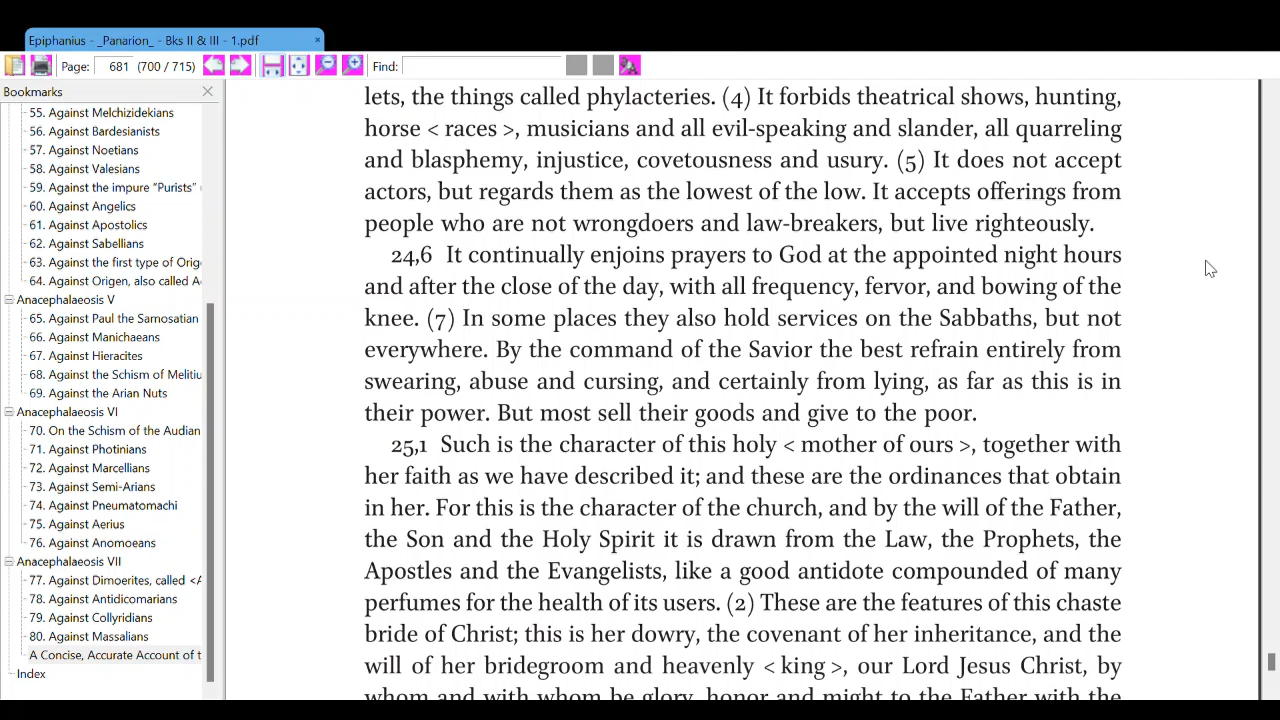 Epiphanius - _Panarion_ - Bks II & III - 1.pdf
Page: 681 (700 / 715) Find:
Bookmarks
55. Against Melchizidekians
56. Against Bardesianists
57. Against Noetians
58. Against Valesians
59. Against the impure “Purists”
60. Against Angelics
61. Against Apostolics
62. Against Sabellians
63. Against the first type of Orig
64. Against Origen, also called A
Anacephalaeosis V
65. Against Paul the Samosatian
66. Against Manichaeans
67. Against Hieracites
68. Against the Schism of Melitiu
69. Against the Arian Nuts
Anacephalaeosis VI
70. On the Schism of the Audian
71. Against Photinians
72. Against Marcellians
73. Against Semi-Arians
74. Against Pneumatomachi
75. Against Aerius
76. Against Anomoeans
Anacephalaeosis VII
77. Against Dimoerites, called <A
78. Against Antidicomarians
79. Against Collyridians
80. Against Massalians
A Concise, Accurate Account of t
Index
lets, the things called phylacteries. (4) It forbids theatrical shows, hunting,
horse < races >, musicians and all evil-speaking and slander, all quarreling
and blasphemy, injustice, covetousness and usury. (5) It does not accept
actors, but regards them as the lowest of the low. It accepts offerings from
people who are not wrongdoers and law-breakers, but live righteously.
24,6 It continually enjoins prayers to God at the appointed night hours
and after the close of the day, with all frequency, fervor, and bowing of the
knee. (7) In some places they also hold services on the Sabbaths, but not
everywhere. By the command of the Savior the best refrain entirely from
swearing, abuse and cursing, and certainly from lying, as far as this is in
their power. But most sell their goods and give to the poor.
25,1 Such is the character of this holy < mother of ours >, together with
her faith as we have described it; and these are the ordinances that obtain
in her. For this is the character of the church, and by the will of the Father,
the Son and the Holy Spirit it is drawn from the Law, the Prophets, the
Apostles and the Evangelists, like a good antidote compounded of many
perfumes for the health of its users. (2) These are the features of this chaste
bride of Christ; this is her dowry, the covenant of her inheritance, and the
will of her bridegroom and heavenly < king >, our Lord Jesus Christ, by
whom and with whom be glory, honor and might to the Father with the